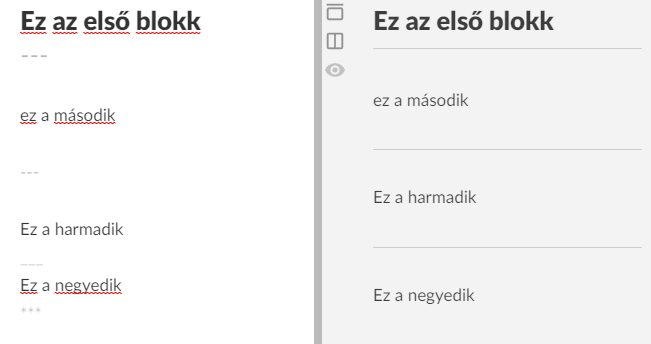 Ez az első blokk
---
ez a második
---
Ez a harmadik
___
Ez a negyedik
***
Ez az első blokk
ez a második
Ez a harmadik
Ez a negyedik